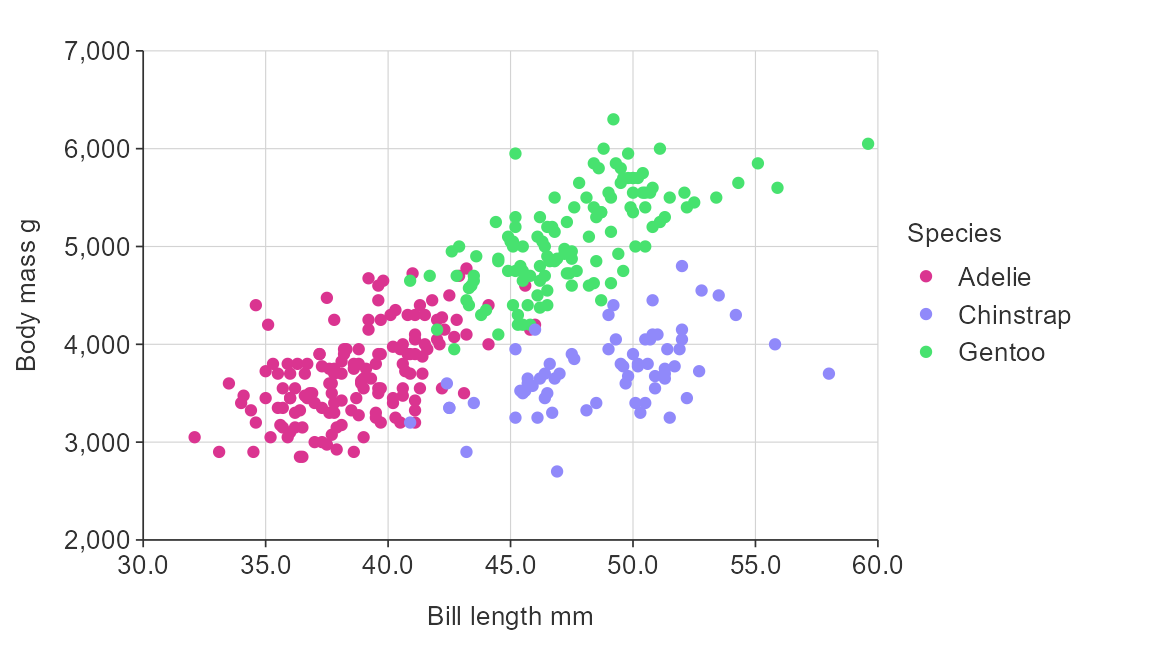 7,000
6,000
5,000
4,000
3,000
2,000
30.0 35.0 40.0 45.0 50.0 55.0 60.0
Body mass g
Bill length mm
Species
Adelie
Chinstrap
Gentoo